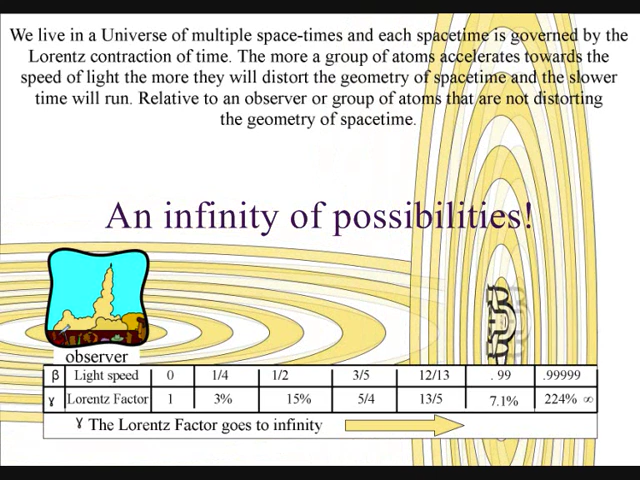 We live in a Universe of multiple space-times and each spacetime is governed by the
Lorentz contraction of time. The more a group of atoms accelerates towards the
speed of light the more they will distort the geometry of spacetime and the slower
time will run. Relative to an observer or group of atoms that are not distorting
the geometry of spacetime.
An infinity of possibilities!
observer
β Light speed 0 1/4 1/2 3/5 12/13 . 99 .99999
γ Lorentz Factor 1 3% 15% 5/4 13/5 7.1% 224% ∞
γ The Lorentz Factor goes to infinity